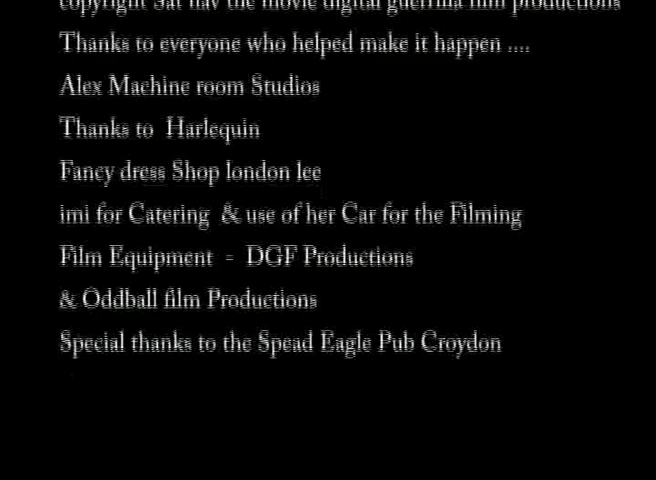 copyright Sat nav the movie digital guerrilla film productions
Thanks to everyone who helped make it happen ....
Alex Machine room Studios
Thanks to Harlequin
Fancy dress Shop london lee
imi for Catering & use of her Car for the Filming
Film Equipment = DGF Productions
& Oddball film Productions
Special thanks to the Spead Eagle Pub Croydon